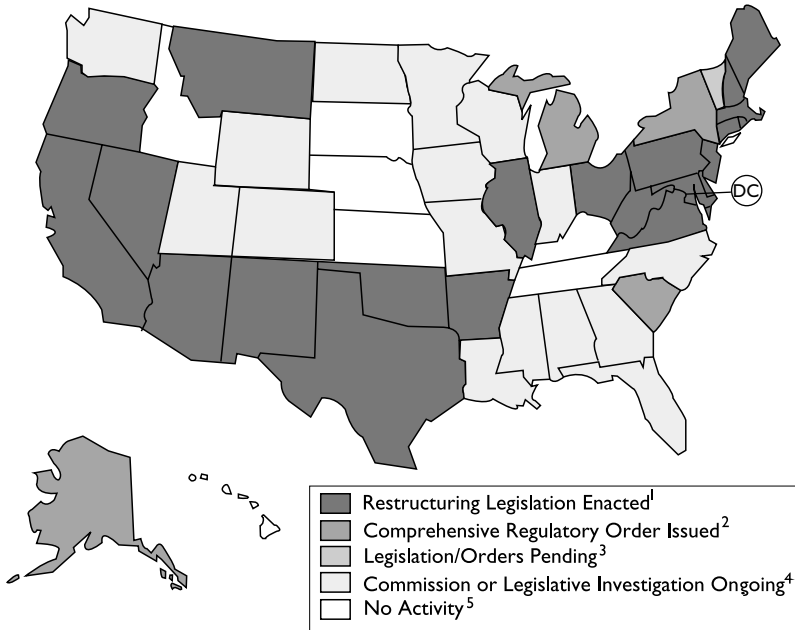 DC
Restructuring Legislation Enacted1
Comprehensive Regulatory Order Issued2
Legislation/Orders Pending3
Commission or Legislative Investigation Ongoing4
No Activity5